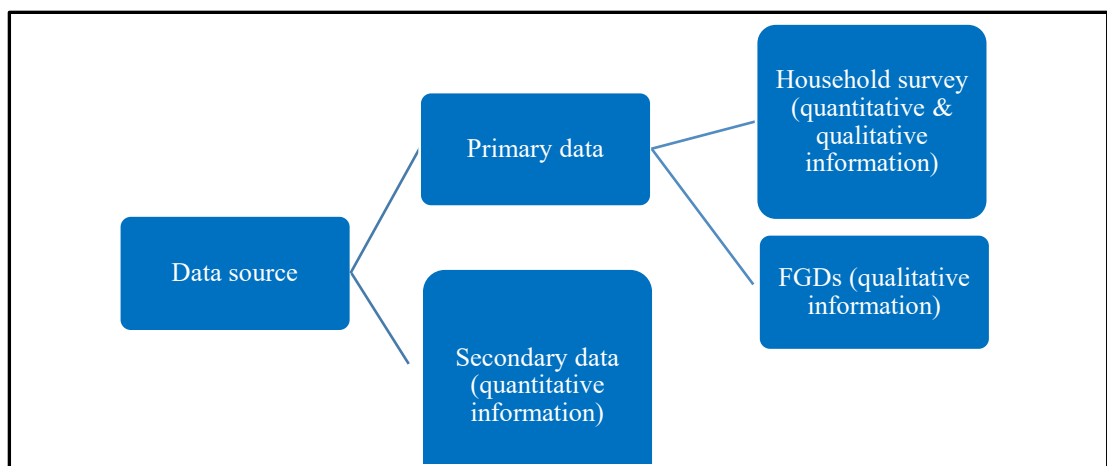 Data source
Primary data
Secondary data
(quantitative
information)
Household survey
(quantitative &
qualitative
information)
FGDs (qualitative
information)